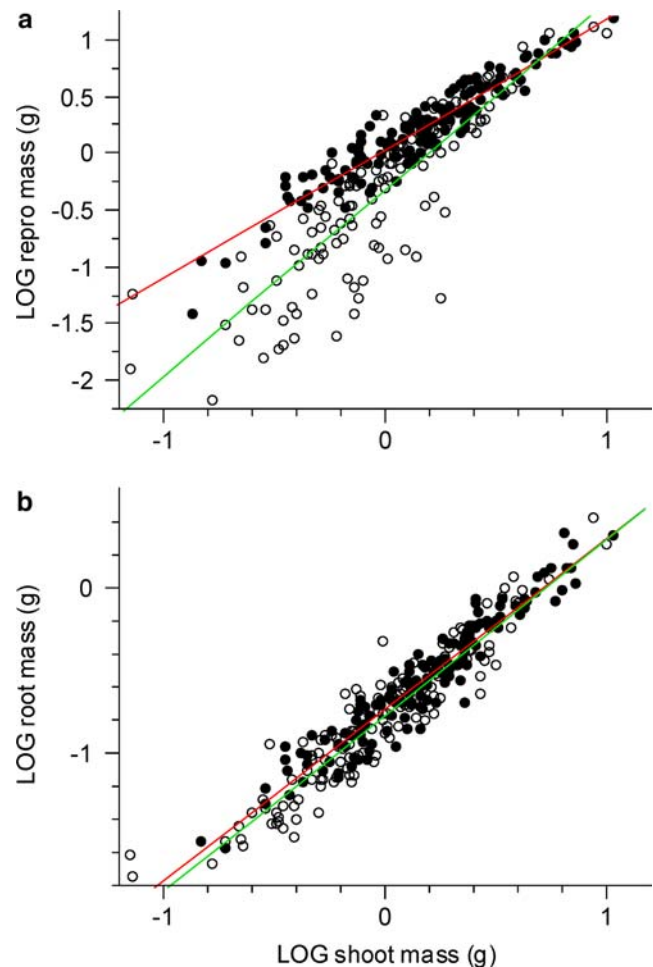 a
1
0.5
0
-0.5
-1
-1.5
-2
LOG repro mass (g)
-1 0 1
b
0
-1
LOG root mass (g)
-1 0 1
LOG shoot mass (g)